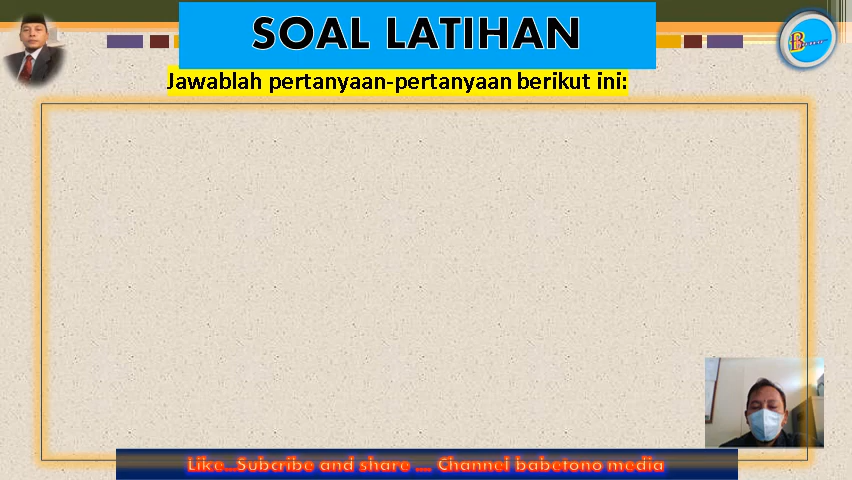 SOAL LATIHAN
Jawablah pertanyaan-pertanyaan berikut ini:
Like...Subcribe and share .... Channel babetono media